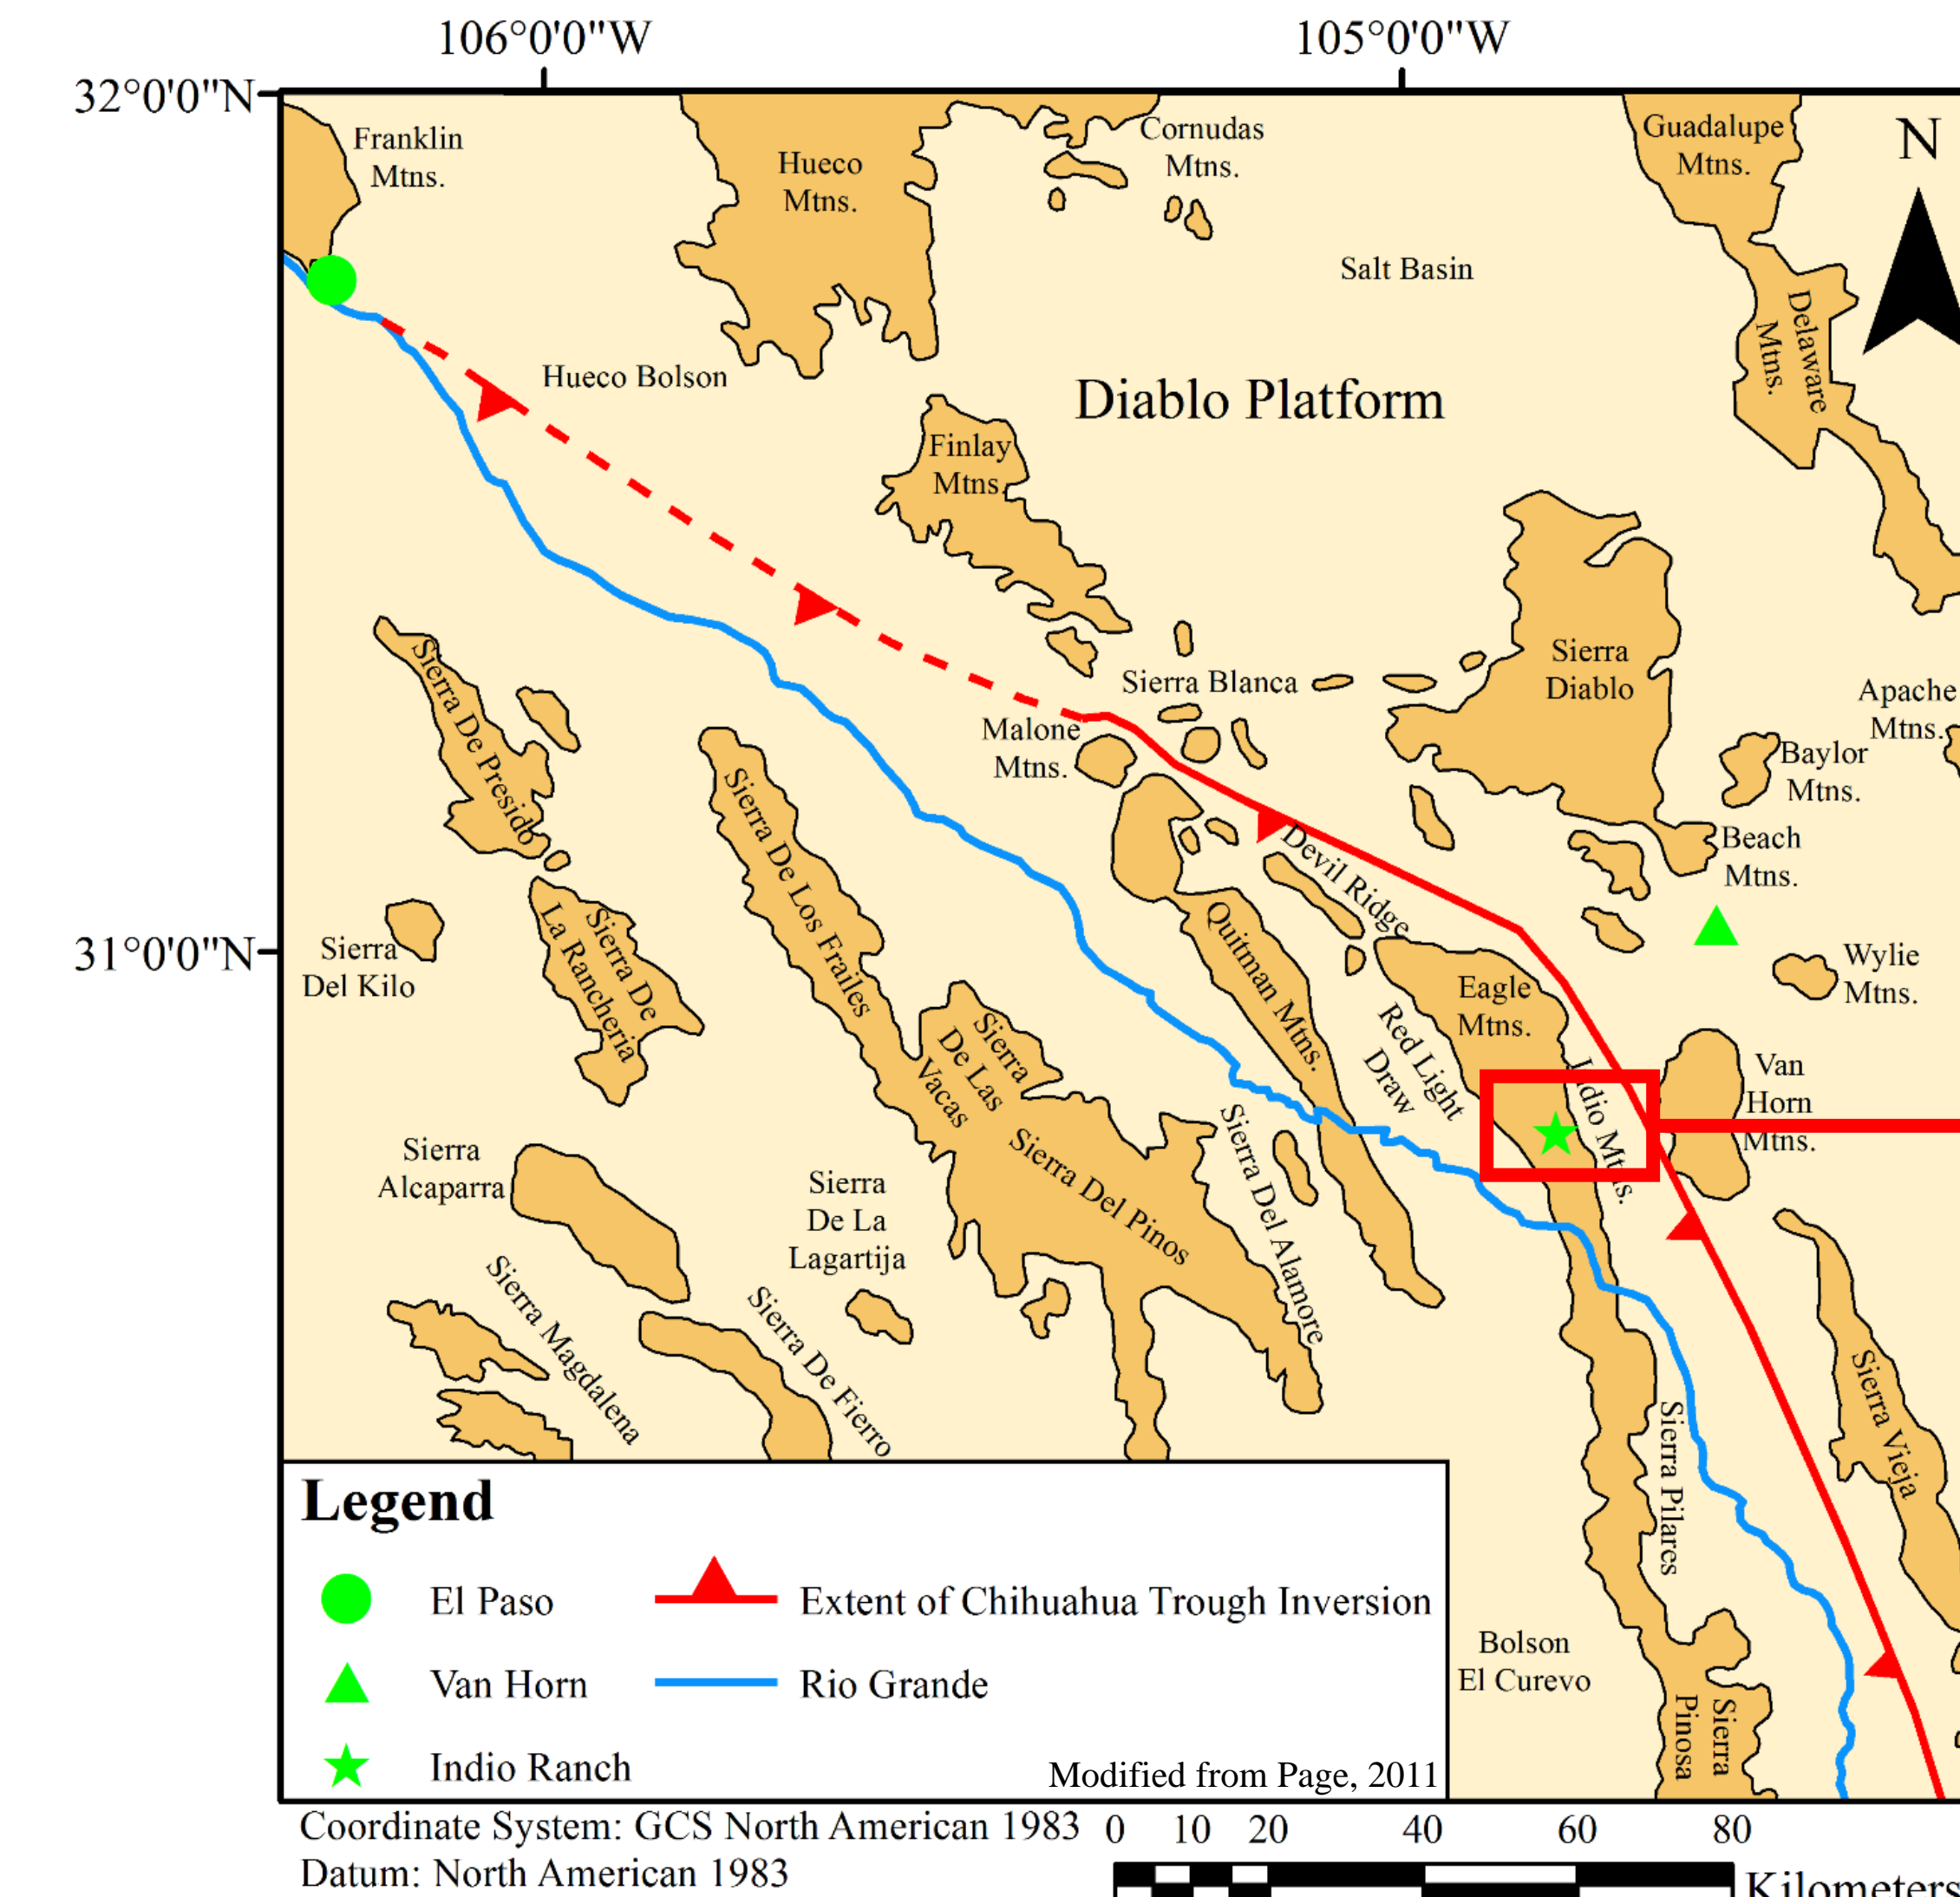 106°0'0"W
105°0'0"W
32°0'0"N
Franklin
Mtns.
Hueco
Mtns.
Cornudas
Mtns.
Guadalupe
Mtns.
N
Salt Basin
Delaware
Mtns.
Hueco Bolson
Diablo Platform
Finlay
Mtns.
Sierra
Diablo
Sierra Blanca
Apache
Mtns.
Malone
Mtns.
Baylor
Mtns.
Sierra De Presido
Sierra De Los Frailes
Devil Ridge
Beach
Mtns.
31°0'0"N
Sierra
Del Kilo
Sierra De
La Rancheria
Quitman Mtns.
Eagle
Mtns.
Wylie
Mtns.
Red Light
Draw
Sierra
De Las
Vacas
Van
Horn
Mtns.
Indio Mtns.
Sierra Del Pinos
Sierra Del Alamore
Sierra
Alcaparra
Sierra
De La
Lagartija
Sierra Magdalena
Sierra De Fierro
Sierra Vieja
Sierra Pilares
Bolson
El Curevo
Sierra
Pinosa
Legend
El Paso
Extent of Chihuahua Trough Inversion
Van Horn
Rio Grande
Indio Ranch
Modified from Page, 2011
Coordinate System: GCS North American 1983
Datum: North American 1983
0 10 20 40 60 80
Kilometers